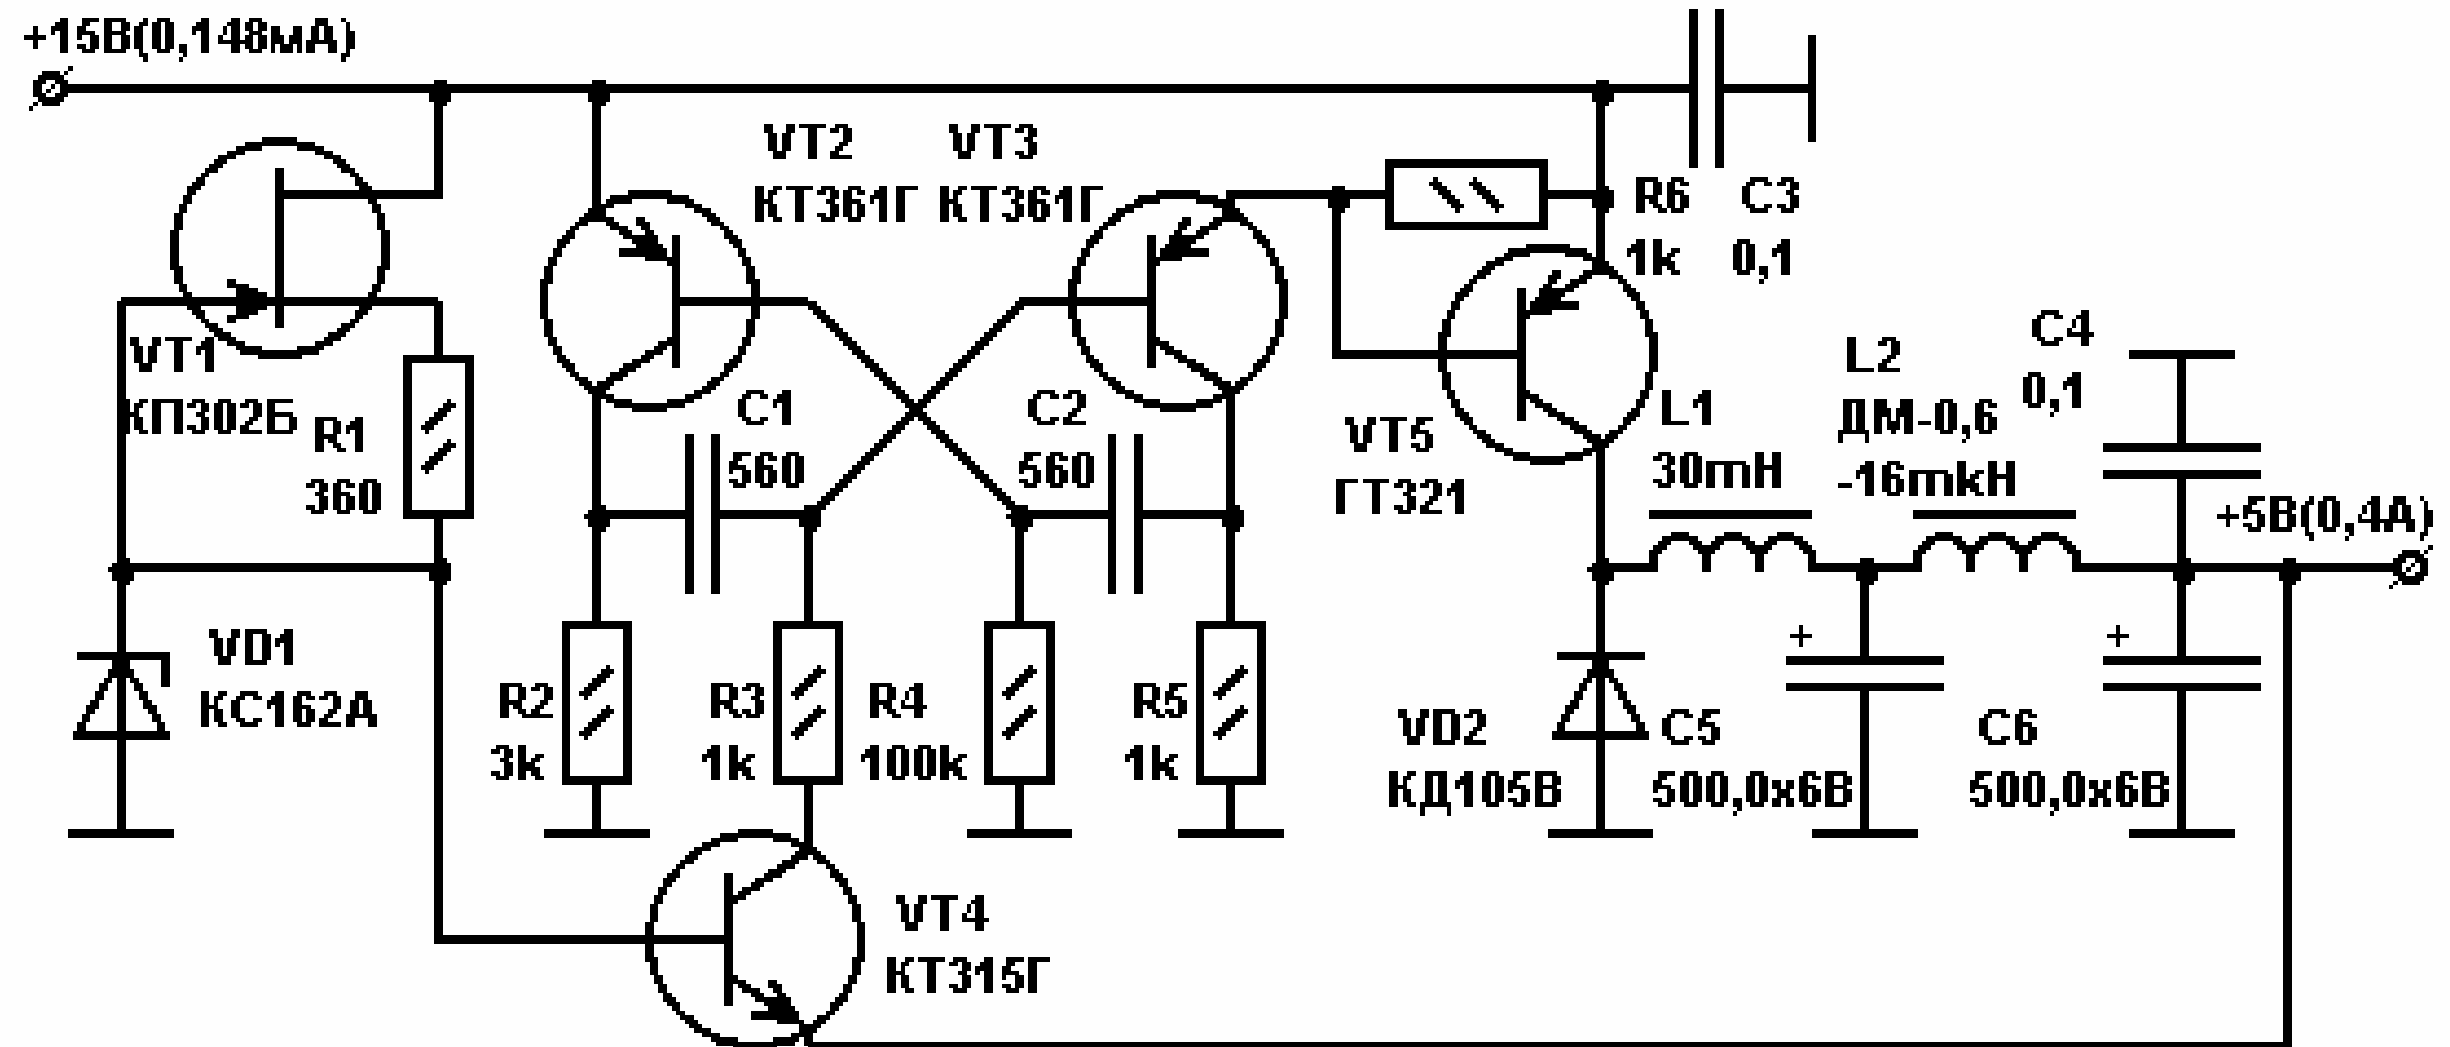 +15В(0,148мА)
VT2
КТ361Г
VT3
КТ361Г
R6
1k
C3
0,1
VT1
КП302Б
R1
360
C1
560
C2
560
VT5
ГТ321
L1
30mH
L2
ДМ-0,6
-16mkH
C4
0,1
+5В(0,4А)
VD1
КС162А
R2
3k
R3
1k
R4
100k
R5
1k
VD2
КД105В
+
C5
500,0х6В
+
C6
500,0х6В
VT4
КТ315Г